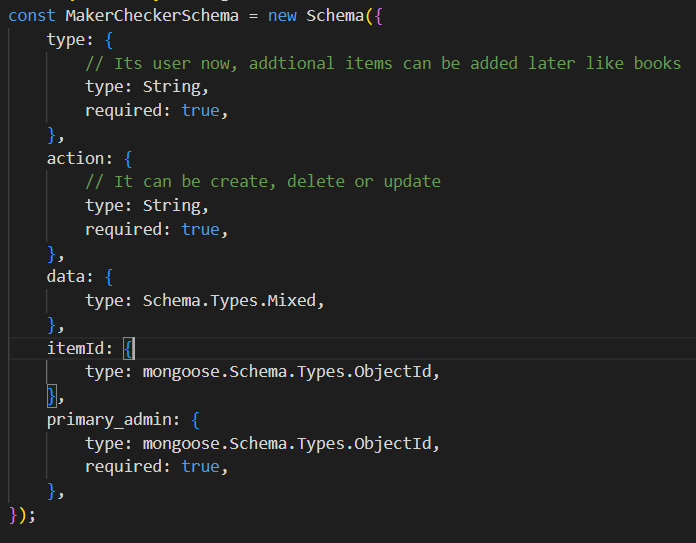 const MakerCheckerSchema = new Schema({
    type: {
        // Its user now, addtional items can be added later like books
        type: String,
        required: true,
    },
    action: {
        // It can be create, delete or update
        type: String,
        required: true,
    },
    data: {
        type: Schema.Types.Mixed,
    },
    itemId: {
        type: mongoose.Schema.Types.ObjectId,
    },
    primary_admin: {
        type: mongoose.Schema.Types.ObjectId,
        required: true,
    },
});